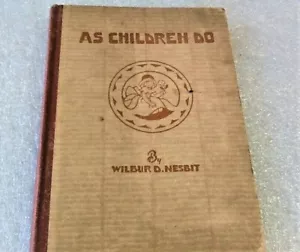 AS CHILDREN DO
By
WILBUR D. NESBIT